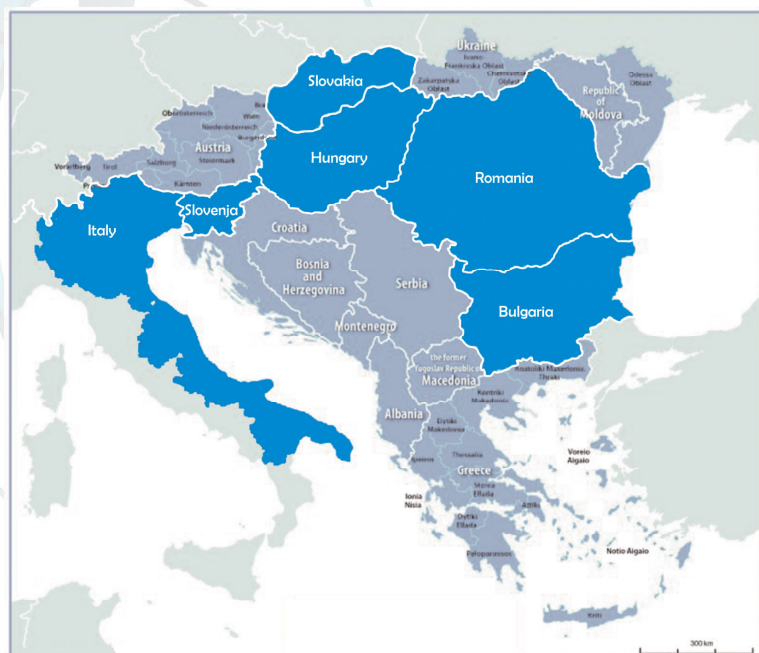 Ukraine
Ivano-
Frankivska Oblast
Chernivetska
Oblast
Zakarpatska
Oblast
Odessa
Oblast
Republic
of
Moldova
Slovakia
Oberösterreich
Wien
Niederösterreich
Austria
Salzburg
Steiermark
Vorarlberg
Tirol
Kärnten
Hungary
Romania
Slovenja
Italy
Croatia
Bosnia
and
Herzegovina
Serbia
Bulgaria
Montenegro
the former
Yugoslav Republic of
Macedonia
Anatoliki Makedonia,
Thraki
Kentriki
Makedonia
Albania
Dytiki
Makedonia
Ipeiros
Thessalia
Greece
Voreio
Aigaio
Sterea
Ellada
Ionia
Nisia
Attiki
Dytiki
Ellada
Peloponnisos
Notio Aigaio
Kriti
300 km